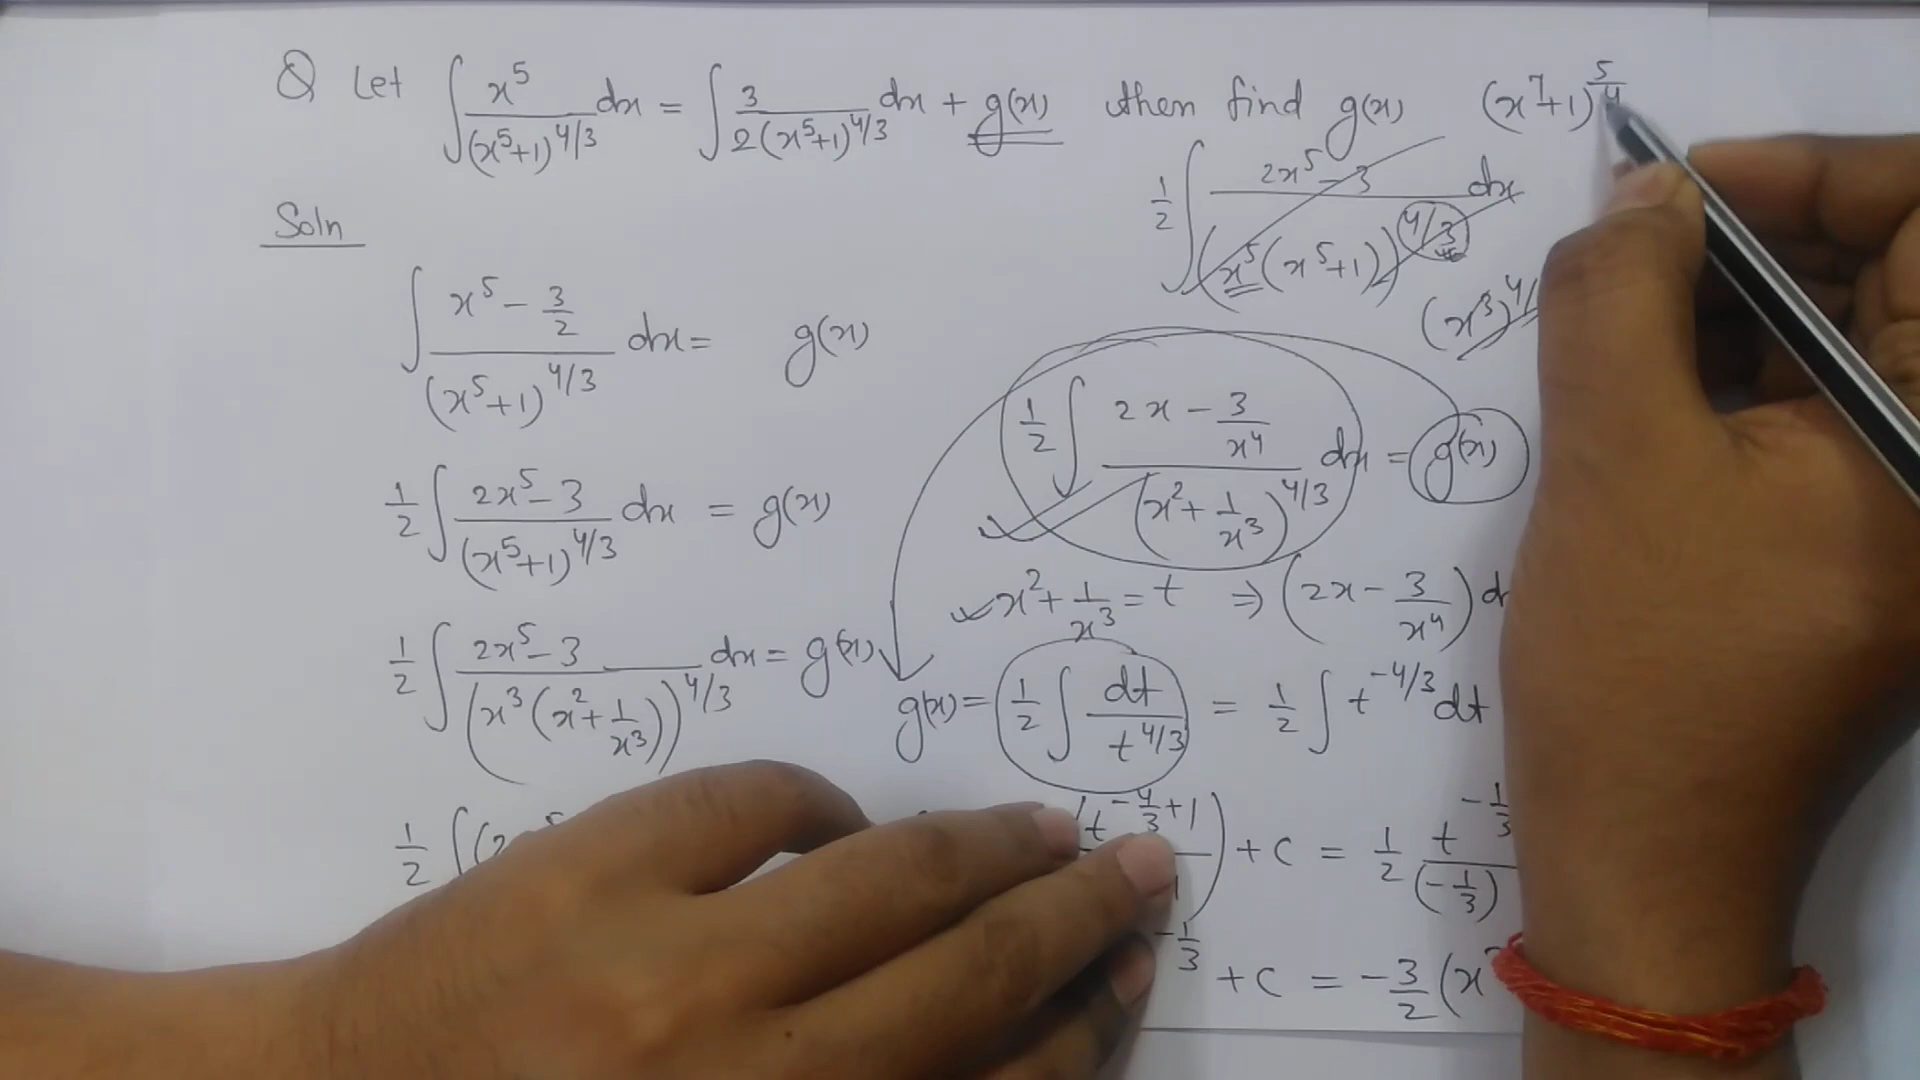 Q Let ∫ x⁵/(x⁵+1)^4/3 dx = ∫ 3/2(x⁵+1)^4/3 dx + g(x) then find g(x) (x⁷+1)^5/4
Soln
1/2 ∫ 2x⁵-3/(x⁵(x⁵+1))^4/3 dx
(x³)^4/
∫ x⁵ - 3/2/(x⁵+1)^4/3 dx = g(x)
1/2 ∫ 2x - 3/x⁴/(x² + 1/x³)^4/3 dx = g(x)
1/2 ∫ 2x⁵-3/(x⁵+1)^4/3 dx = g(x)
x² + 1/x³ = t ⇒ (2x - 3/x⁴)
1/2 ∫ 2x⁵-3/(x³(x² + 1/x³))^4/3 dx = g(x)
g(x) = 1/2 ∫ dt/t^4/3 = 1/2 ∫ t^-4/3 dt
1/2 ∫
t^-4/3+1 / 1) + c = 1/2 t^-1/3/(-1/3)
-1/3 + c = -3/2 (x